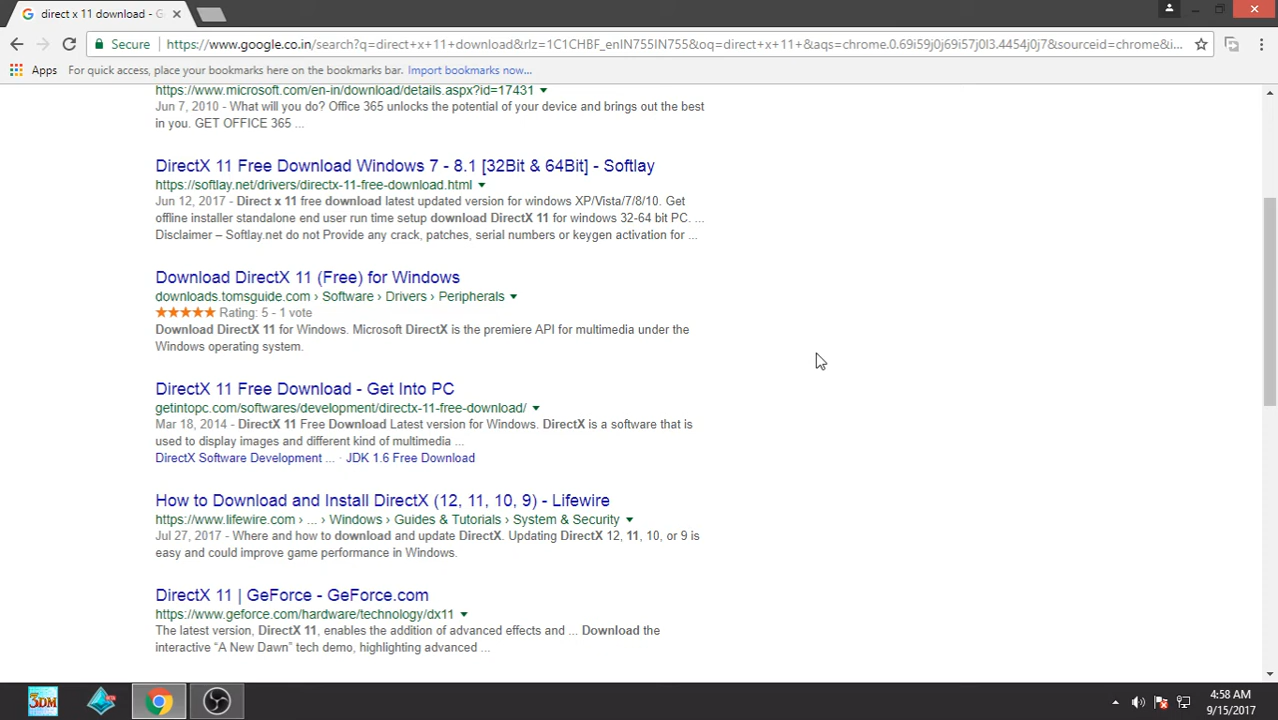 direct x 11 download - G
Secure
https://www.google.co.in/search?q=direct+x+11+download&rlz=1C1CHBF_enIN755IN755&oq=direct+x+11+&aqs=chrome.0.69i59j0j69i57j0l3.4454j0j7&sourceid=chrome&i...
Apps For quick access, place your bookmarks here on the bookmarks bar. Import bookmarks now...
https://www.microsoft.com/en-in/download/details.aspx?id=17431
Jun 7, 2010 - What will you do? Office 365 unlocks the potential of your device and brings out the best
in you. GET OFFICE 365 ...
DirectX 11 Free Download Windows 7 - 8.1 [32Bit & 64Bit] - Softlay
https://softlay.net/drivers/directx-11-free-download.html
Jun 12, 2017 - Direct x 11 free download latest updated version for windows XP/Vista/7/8/10. Get
offline installer standalone end user run time setup download DirectX 11 for windows 32-64 bit PC. ...
Disclaimer – Softlay.net do not Provide any crack, patches, serial numbers or keygen activation for ...
Download DirectX 11 (Free) for Windows
downloads.tomsguide.com › Software › Drivers › Peripherals
Rating: 5 - 1 vote
Download DirectX 11 for Windows. Microsoft DirectX is the premiere API for multimedia under the
Windows operating system.
DirectX 11 Free Download - Get Into PC
getintopc.com/softwares/development/directx-11-free-download/
Mar 18, 2014 - DirectX 11 Free Download Latest version for Windows. DirectX is a software that is
used to display images and different kind of multimedia ...
DirectX Software Development ... · JDK 1.6 Free Download
How to Download and Install DirectX (12, 11, 10, 9) - Lifewire
https://www.lifewire.com › ... › Windows › Guides & Tutorials › System & Security
Jul 27, 2017 - Where and how to download and update DirectX. Updating DirectX 12, 11, 10, or 9 is
easy and could improve game performance in Windows.
DirectX 11 | GeForce - GeForce.com
https://www.geforce.com/hardware/technology/dx11
The latest version, DirectX 11, enables the addition of advanced effects and ... Download the
interactive “A New Dawn” tech demo, highlighting advanced ...
3DM
4:58 AM
9/15/2017